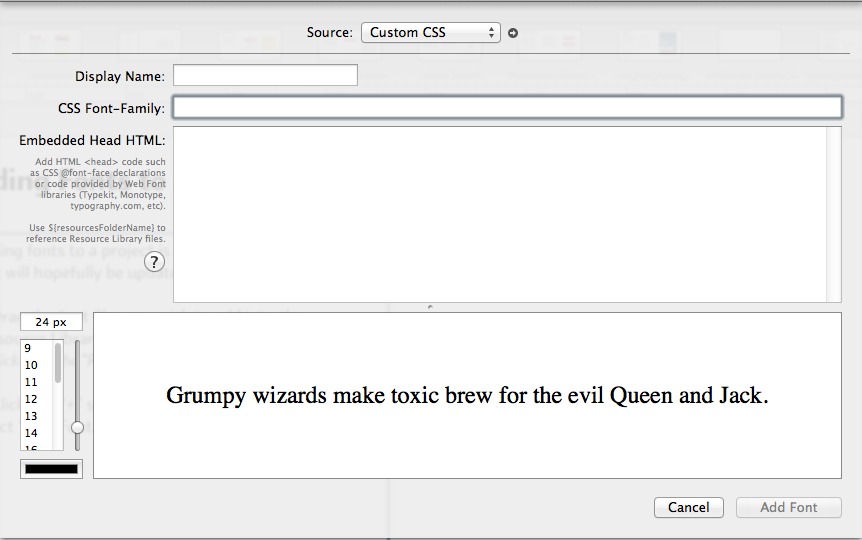 Source: Custom CSS
Display Name:
CSS Font-Family:
Embedded Head HTML:
Add HTML <head> code such
as CSS @font-face declarations
or code provided by Web Font
libraries (Typekit, Monotype,
typography.com, etc).
Use ${resourcesFolderName} to
reference Resource Library files.
?
24 px
9
10
11
12
13
14
16
Grumpy wizards make toxic brew for the evil Queen and Jack.
Cancel Add Font